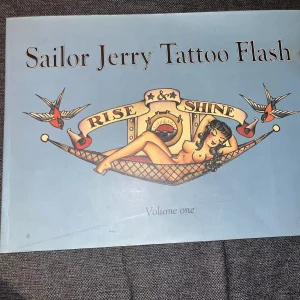 Sailor Jerry Tattoo Flash
&
RISE SHINE
Volume one